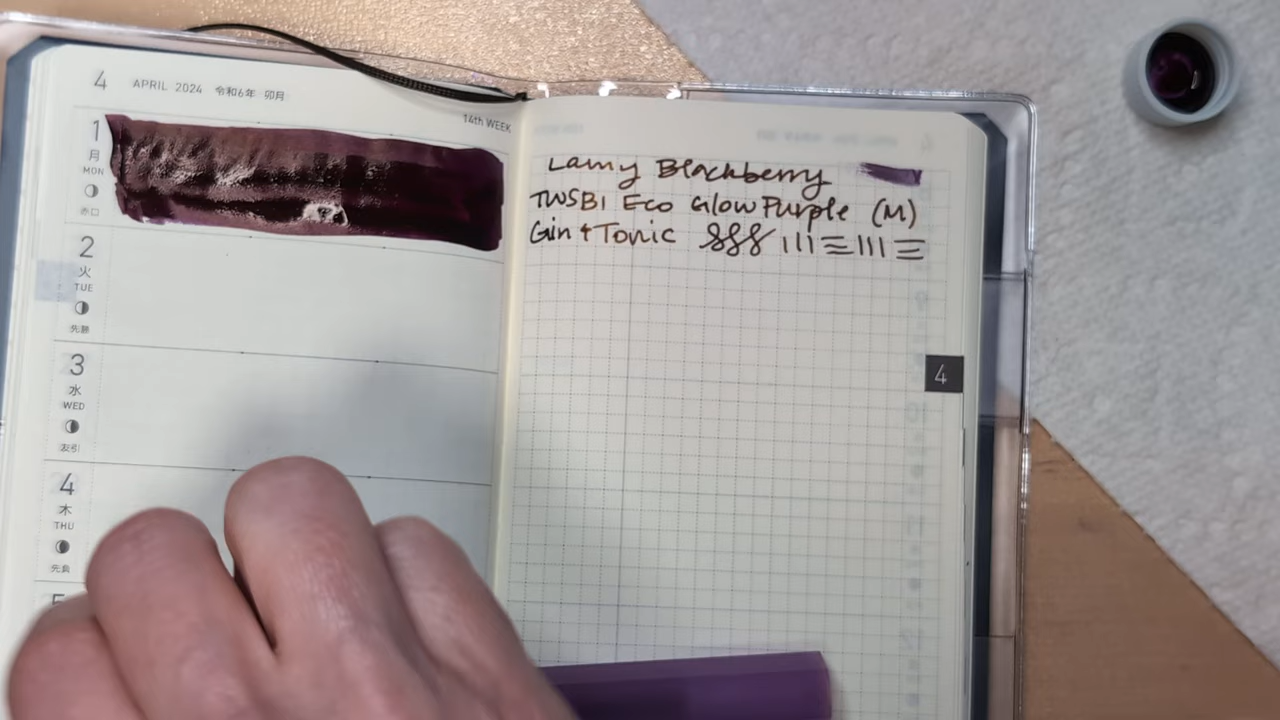 4 APRIL 2024 令和6年 卯月
14th WEEK
1
月
MON
赤口
2
火
TUE
先勝
3
水
WED
友引
4
木
THU
先負
5
Lamy Blackberry
TWSBI Eco Glow Purple (M)
Gin + Tonic
4